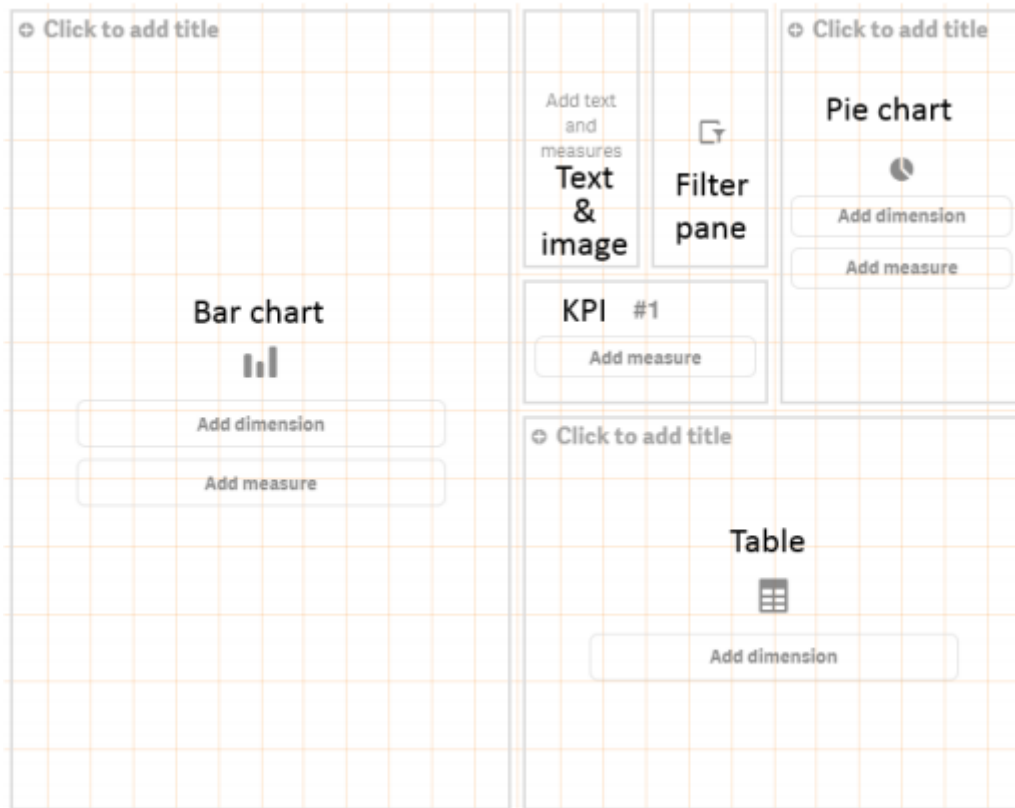 Click to add title
Bar chart
Add dimension
Add measure
Add text
and
measures
Text
&
image
Filter
pane
KPI #1
Add measure
Click to add title
Pie chart
Add dimension
Add measure
Click to add title
Table
Add dimension